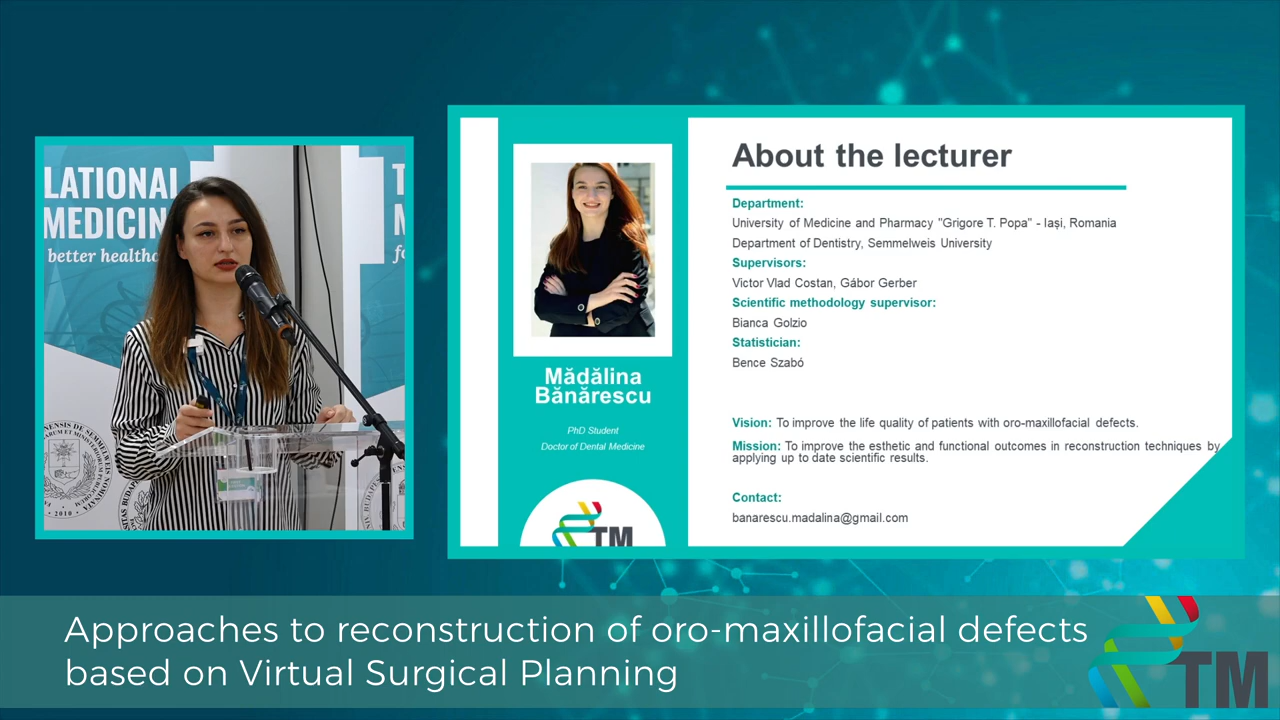 LATIONAL
MEDICIN
better healthc
About the lecturer
Department:
University of Medicine and Pharmacy "Grigore T. Popa" - Iași, Romania
Department of Dentistry, Semmelweis University
Supervisors:
Victor Vlad Costan, Gábor Gerber
Scientific methodology supervisor:
Bianca Golzio
Statistician:
Bence Szabó
Vision: To improve the life quality of patients with oro-maxillofacial defects.
Mission: To improve the esthetic and functional outcomes in reconstruction techniques by
applying up to date scientific results.
Contact:
banarescu.madalina@gmail.com
Mădălina
Bănărescu
PhD Student
Doctor of Dental Medicine
TM
Approaches to reconstruction of oro-maxillofacial defects
based on Virtual Surgical Planning
TM